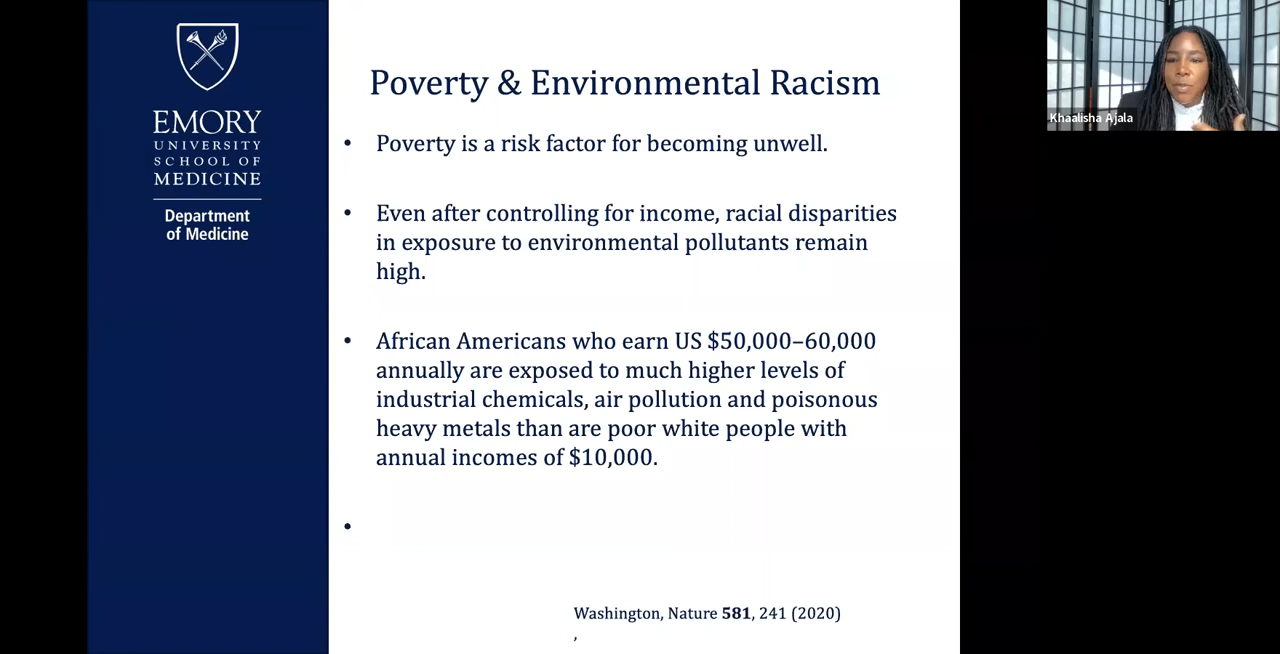 EMORY
UNIVERSITY
SCHOOL OF
MEDICINE
Department
of Medicine
Poverty & Environmental Racism
• Poverty is a risk factor for becoming unwell.
• Even after controlling for income, racial disparities
in exposure to environmental pollutants remain
high.
• African Americans who earn US $50,000–60,000
annually are exposed to much higher levels of
industrial chemicals, air pollution and poisonous
heavy metals than are poor white people with
annual incomes of $10,000.
•
Washington, Nature 581, 241 (2020)
,
Khaalisha Ajala